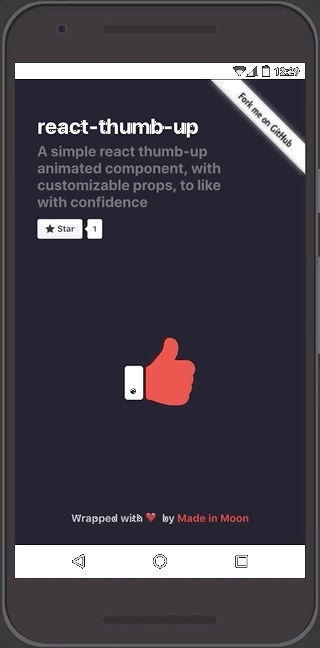 12:29
Fork me on GitHub
react-thumb-up
A simple react thumb-up
animated component, with
customizable props, to like
with confidence
Star 1
Wrapped with ❤️ by Made in Moon